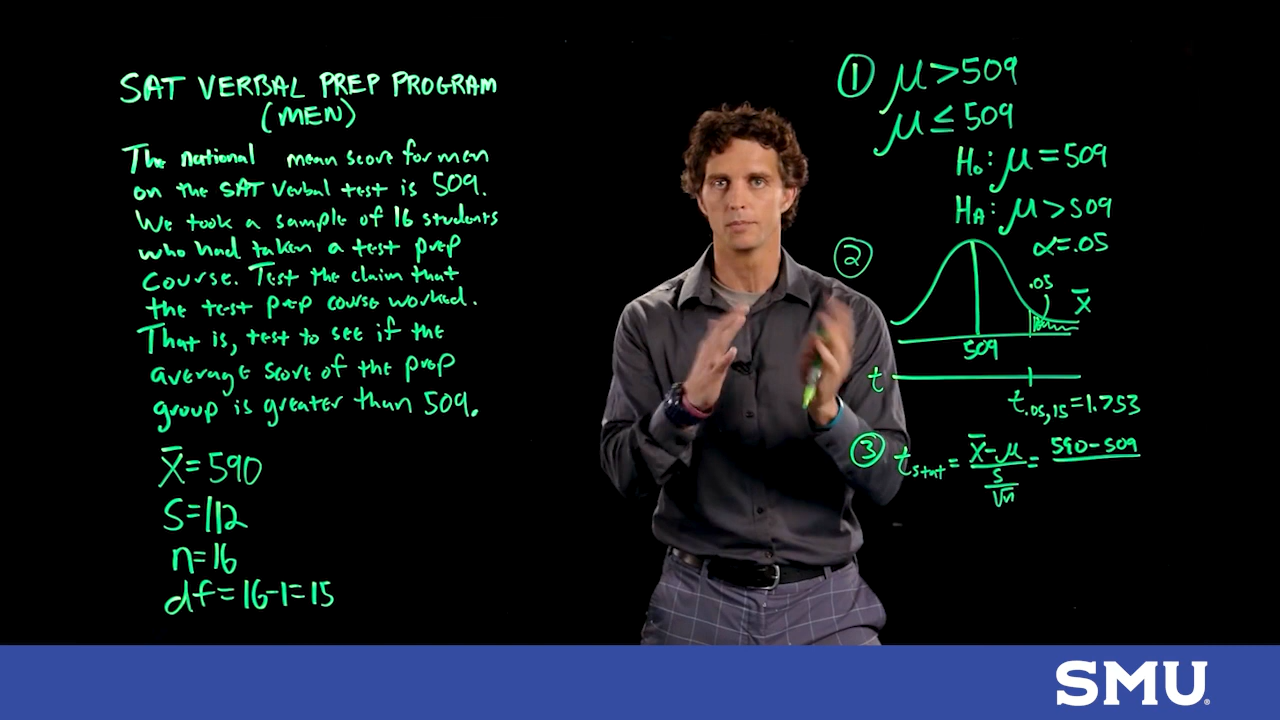 SAT VERBAL PREP PROGRAM
(MEN)
The national mean score for men
on the SAT Verbal test is 509.
We took a sample of 16 students
who had taken a test prep
course. Test the claim that
the test prep course worked.
That is, test to see if the
average score of the prep
group is greater than 509.
x̄=590
s=112
n=16
df=16-1=15
① μ>509
μ≤509
H₀: μ=509
H_A: μ>509
α=.05
②
.05
x̄
509
t
t.05,15=1.753
③ t_stat = (x̄-μ)/(s/√n) = 590-509
SMU